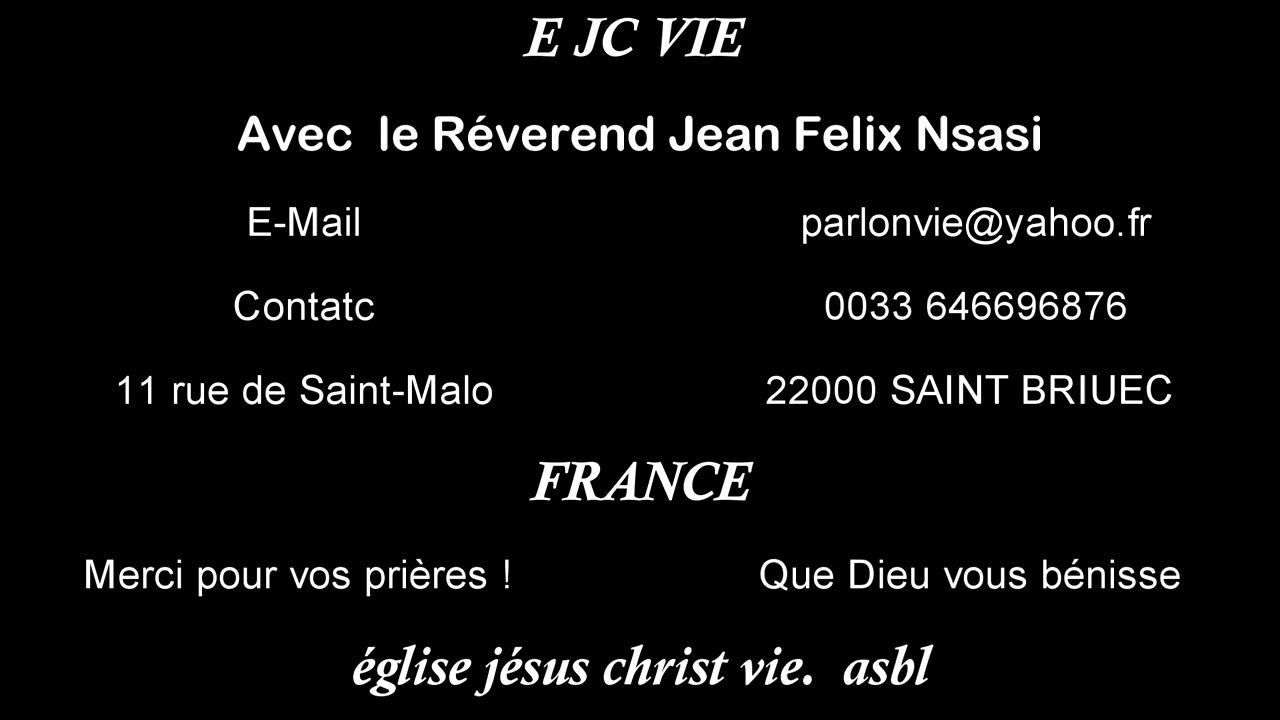 E JC VIE
Avec le Réverend Jean Felix Nsasi
E-Mail parlonvie@yahoo.fr
Contatc 0033 646696876
11 rue de Saint-Malo 22000 SAINT BRIUEC
FRANCE
Merci pour vos prières ! Que Dieu vous bénisse
église jésus christ vie. asbl